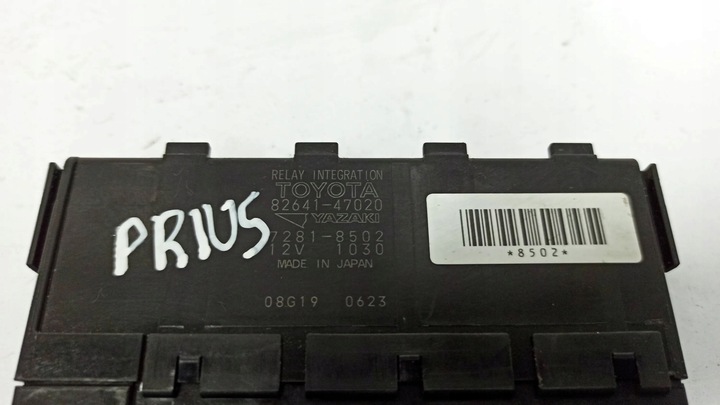 PRIUS
RELAY INTEGRATION
TOYOTA
82641-47020
YAZAKI
7281-8502
12V 1030
MADE IN JAPAN
08G19 0623
*8502*